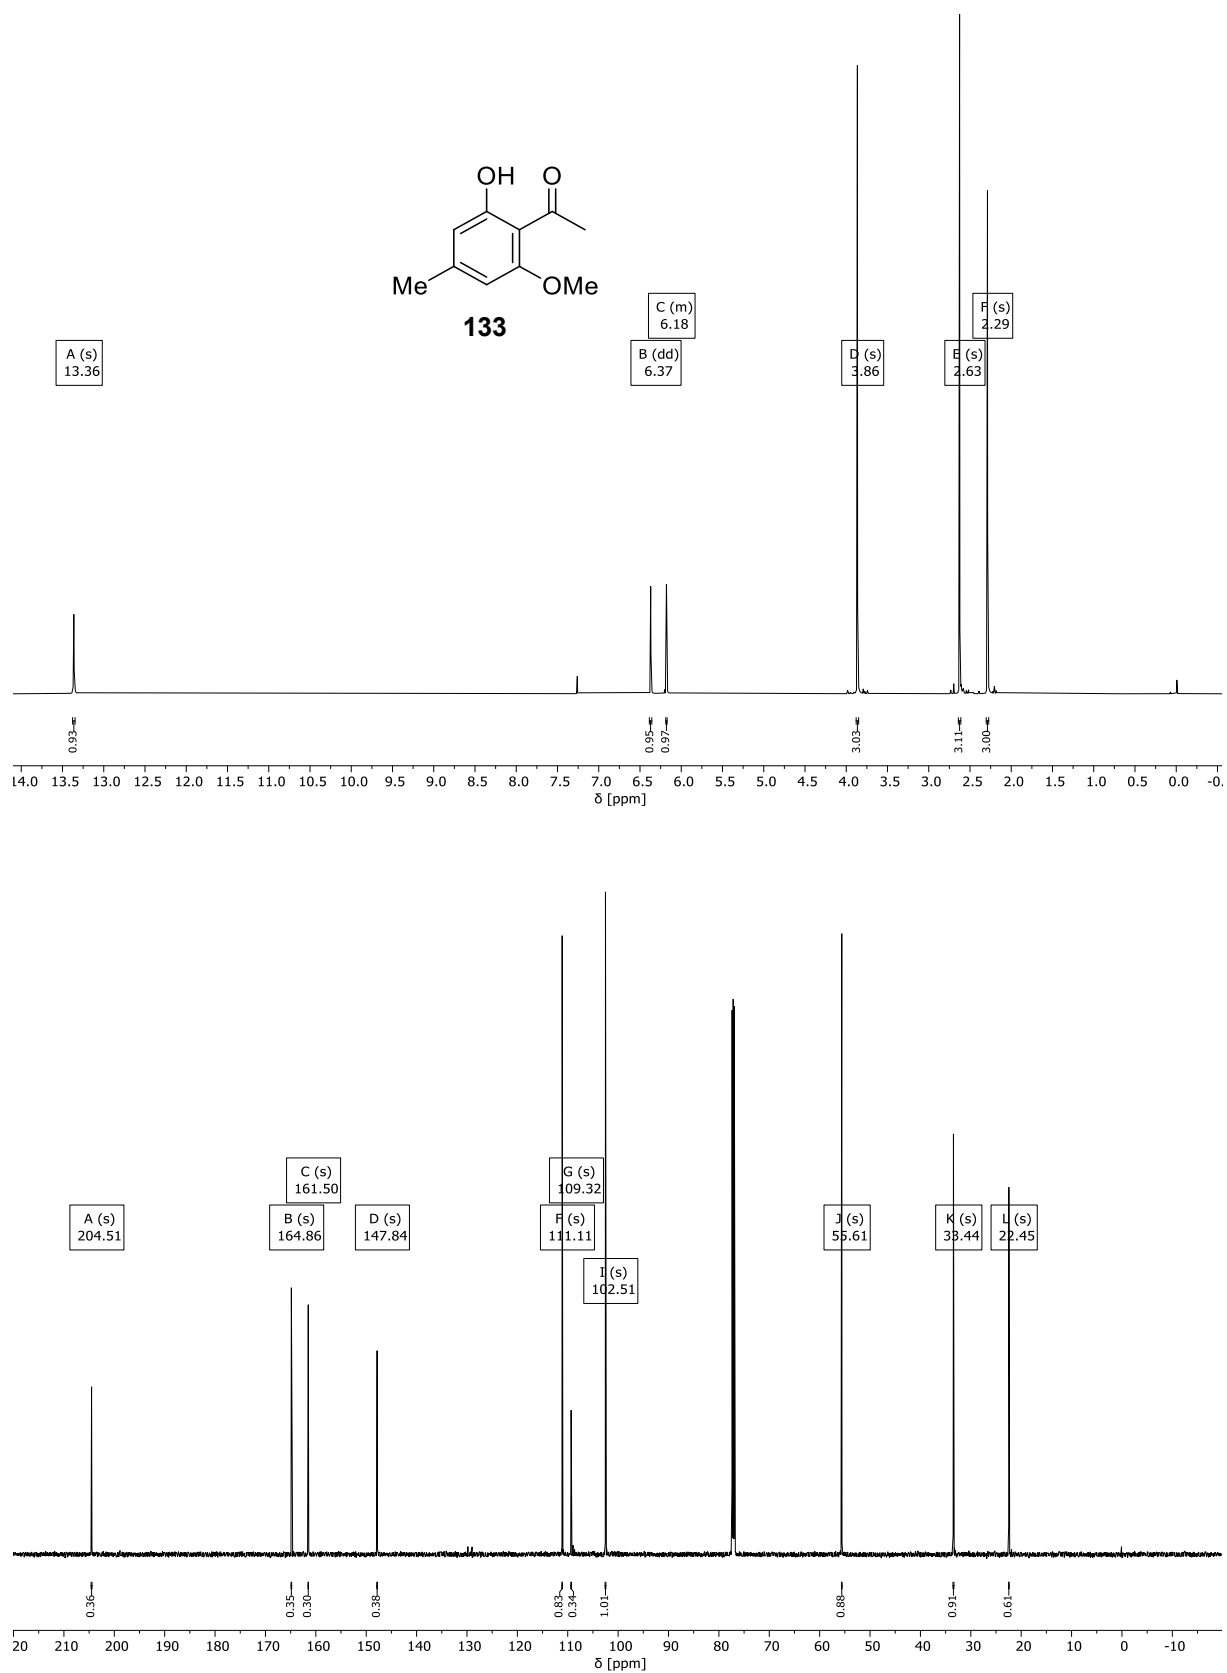 OH O
Me OMe
133
C (m)
6.18
F (s)
2.29
A (s)
13.36
B (dd)
6.37
D (s)
3.86
E (s)
2.63
0.93 0.95 0.97 3.03 3.11 3.00
14.0 13.5 13.0 12.5 12.0 11.5 11.0 10.5 10.0 9.5 9.0 8.5 8.0 7.5 7.0 6.5 6.0 5.5 5.0 4.5 4.0 3.5 3.0 2.5 2.0 1.5 1.0 0.5 0.0 -0.
δ [ppm]
C (s)
161.50
G (s)
109.32
A (s)
204.51
B (s)
164.86
D (s)
147.84
F (s)
111.11
J (s)
55.61
K (s)
33.44
L (s)
22.45
I (s)
102.51
0.36 0.35 0.30 0.38 0.83 0.34 1.01 0.88 0.91 0.61
20 210 200 190 180 170 160 150 140 130 120 110 100 90 80 70 60 50 40 30 20 10 0 -10
δ [ppm]